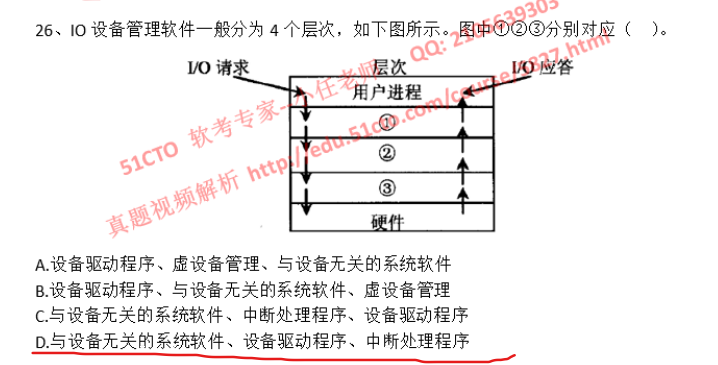 26、IO 设备管理软件一般分为 4 个层次，如下图所示。图中①②③分别对应（　）。
I/O 请求
层次
I/O 应答
用户进程
①
②
③
硬件
51CTO 软考专家--小任老师 QQ: 2105639303
真题视频解析 http://edu.51cto.com/course/9837.html
A.设备驱动程序、虚设备管理、与设备无关的系统软件
B.设备驱动程序、与设备无关的系统软件、虚设备管理
C.与设备无关的系统软件、中断处理程序、设备驱动程序
D.与设备无关的系统软件、设备驱动程序、中断处理程序